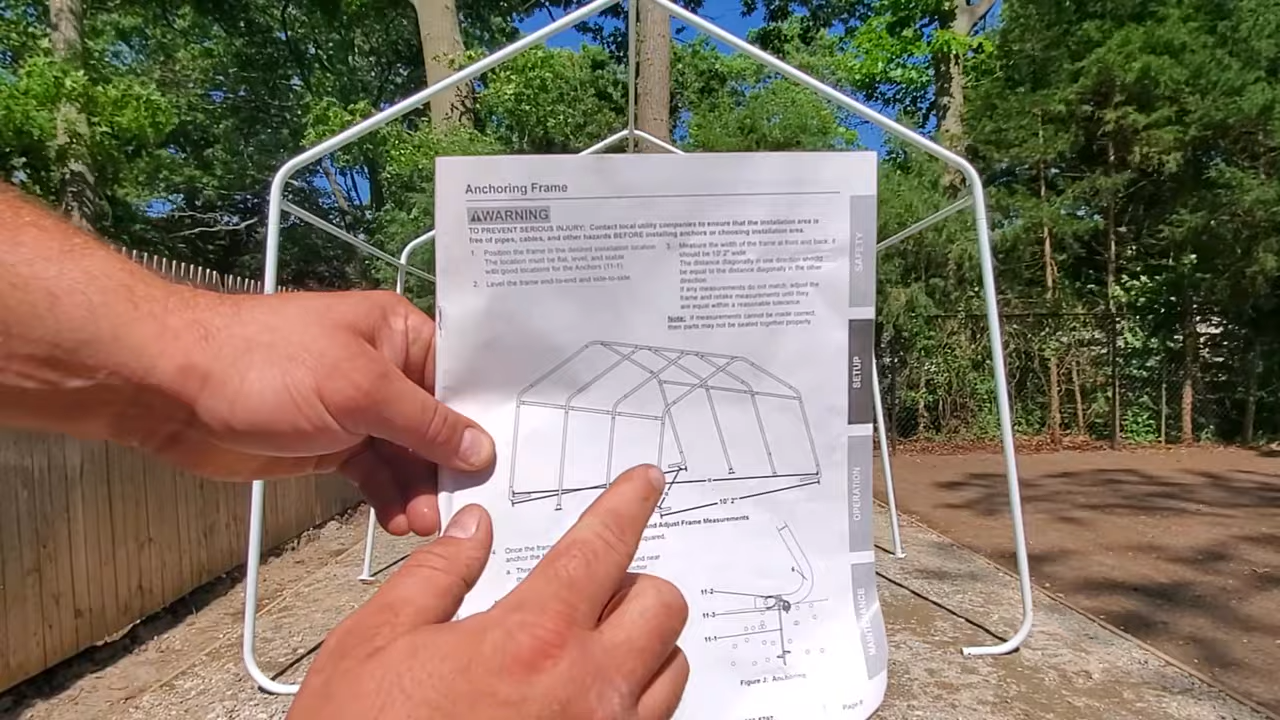 Anchoring Frame
WARNING
TO PREVENT SERIOUS INJURY: Contact local utility companies to ensure that the installation area is
free of pipes, cables, and other hazards BEFORE installing anchors or choosing installation area.
1. Position the frame in the desired installation location.
The location must be flat, level, and stable
with good locations for the Anchors (11-1).
2. Level the frame end-to-end and side-to-side.
3. Measure the width of the frame at front and back, it
should be 10' 2" wide.
The distance diagonally in one direction should
be equal to the distance diagonally in the other
direction.
If any measurements do not match, adjust the
frame and retake measurements until they
are equal within a reasonable tolerance.
Note: If measurements cannot be made correct,
then parts may not be seated together properly.
10' 2"
and Adjust Frame Measurements
4. Once the
squared,
anchor the
near
a.
11-2
11-3
11-1
6
Figure J: Anchoring
Page
SAFETY
SETUP
OPERATION
MAINTENANCE